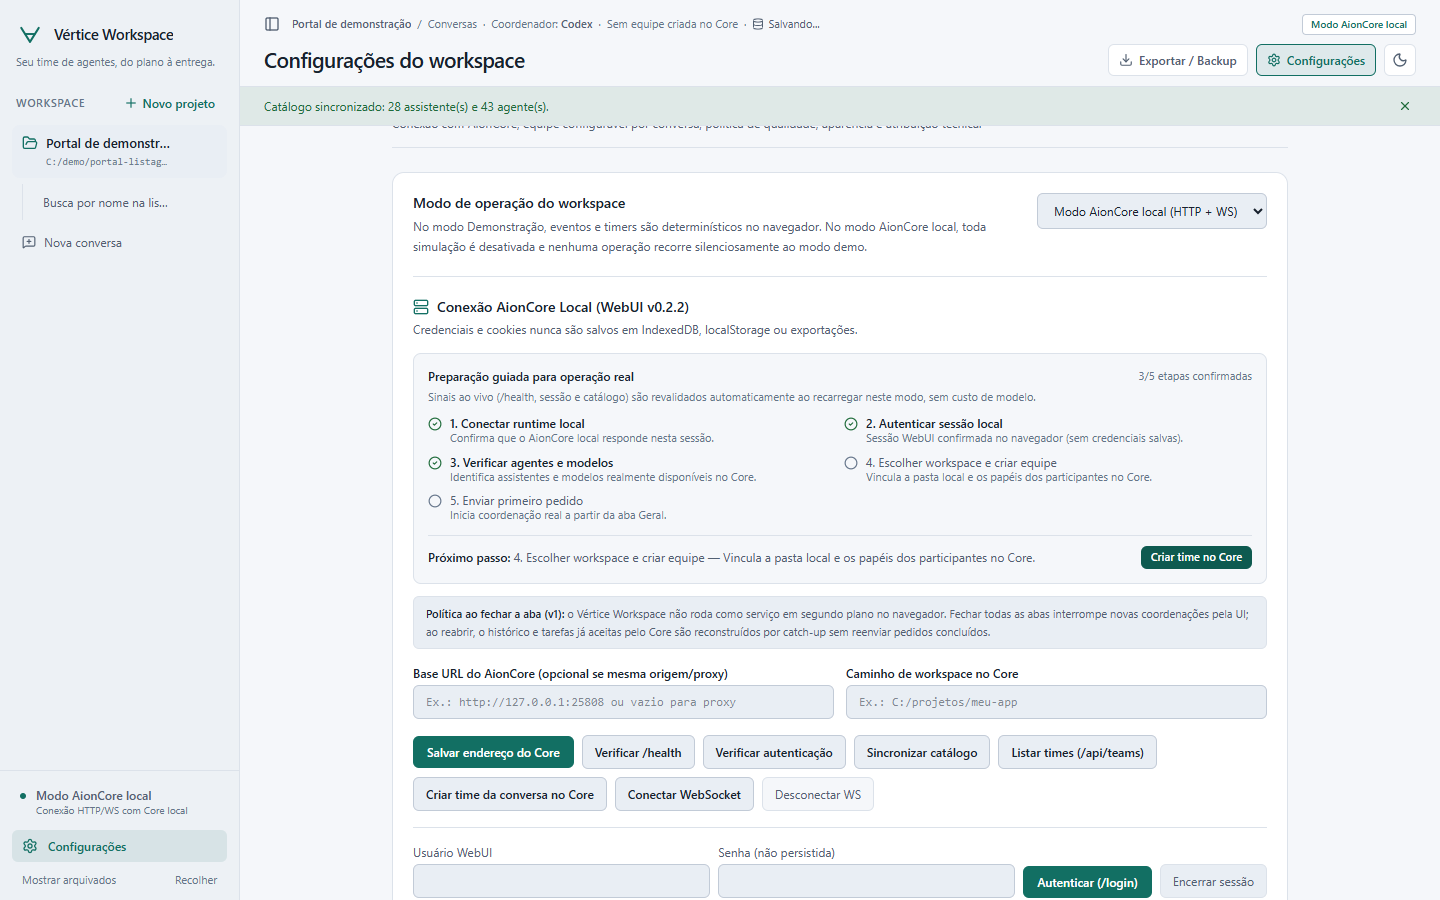 Vértice Workspace
Seu time de agentes, do plano à entrega.
WORKSPACE
Novo projeto
Portal de demonstr...
C:/demo/portal-listag…
Busca por nome na lis...
Nova conversa
Modo AionCore local
Conexão HTTP/WS com Core local
Configurações
Mostrar arquivados
Recolher
Portal de demonstração / Conversas · Coordenador: Codex · Sem equipe criada no Core · Salvando...
Modo AionCore local
Configurações do workspace
Exportar / Backup
Configurações
Catálogo sincronizado: 28 assistente(s) e 43 agente(s).
Conexão com AionCore, equipe configurável por conversa, política de qualidade, aparência e atribuição técnica.
Modo de operação do workspace
No modo Demonstração, eventos e timers são determinísticos no navegador. No modo AionCore local, toda
simulação é desativada e nenhuma operação recorre silenciosamente ao modo demo.
Modo AionCore local (HTTP + WS)
Conexão AionCore Local (WebUI v0.2.2)
Credenciais e cookies nunca são salvos em IndexedDB, localStorage ou exportações.
Preparação guiada para operação real
3/5 etapas confirmadas
Sinais ao vivo (/health, sessão e catálogo) são revalidados automaticamente ao recarregar neste modo, sem custo de modelo.
1. Conectar runtime local
Confirma que o AionCore local responde nesta sessão.
2. Autenticar sessão local
Sessão WebUI confirmada no navegador (sem credenciais salvas).
3. Verificar agentes e modelos
Identifica assistentes e modelos realmente disponíveis no Core.
4. Escolher workspace e criar equipe
Vincula a pasta local e os papéis dos participantes no Core.
5. Enviar primeiro pedido
Inicia coordenação real a partir da aba Geral.
Próximo passo: 4. Escolher workspace e criar equipe — Vincula a pasta local e os papéis dos participantes no Core.
Criar time no Core
Política ao fechar a aba (v1): o Vértice Workspace não roda como serviço em segundo plano no navegador. Fechar todas as abas interrompe novas coordenações pela UI;
ao reabrir, o histórico e tarefas já aceitas pelo Core são reconstruídos por catch-up sem reenviar pedidos concluídos.
Base URL do AionCore (opcional se mesma origem/proxy)
Ex.: http://127.0.0.1:25808 ou vazio para proxy
Caminho de workspace no Core
Ex.: C:/projetos/meu-app
Salvar endereço do Core
Verificar /health
Verificar autenticação
Sincronizar catálogo
Listar times (/api/teams)
Criar time da conversa no Core
Conectar WebSocket
Desconectar WS
Usuário WebUI
Senha (não persistida)
Autenticar (/login)
Encerrar sessão